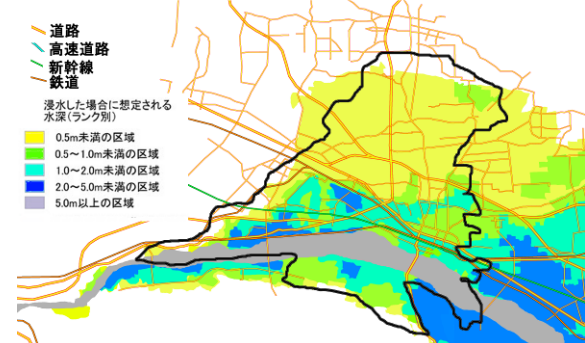 道路
高速道路
新幹線
鉄道
浸水した場合に想定される
水深(ランク別)
0.5m未満の区域
0.5～1.0m未満の区域
1.0～2.0m未満の区域
2.0～5.0m未満の区域
5.0m以上の区域